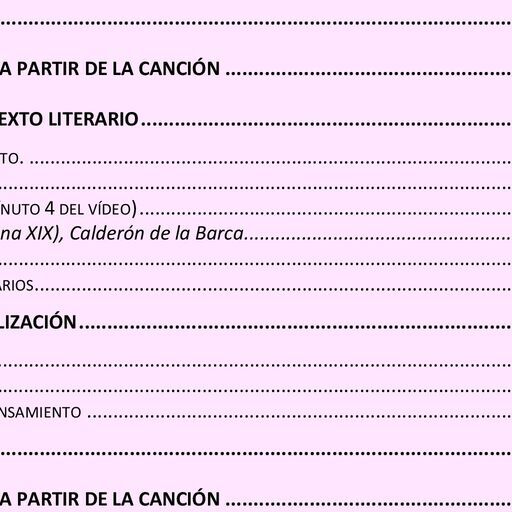 ................................................................................
A PARTIR DE LA CANCIÓN ..............................................
EXTO LITERARIO............................................................
TO. .............................................................................
................................................................................
NUTO 4 DEL VÍDEO)............................................................
na XIX), Calderón de la Barca...........................................
................................................................................
ARIOS............................................................................
LIZACIÓN.....................................................................
................................................................................
................................................................................
NSAMIENTO ....................................................................
................................................................................
A PARTIR DE LA CANCIÓN ..............................................